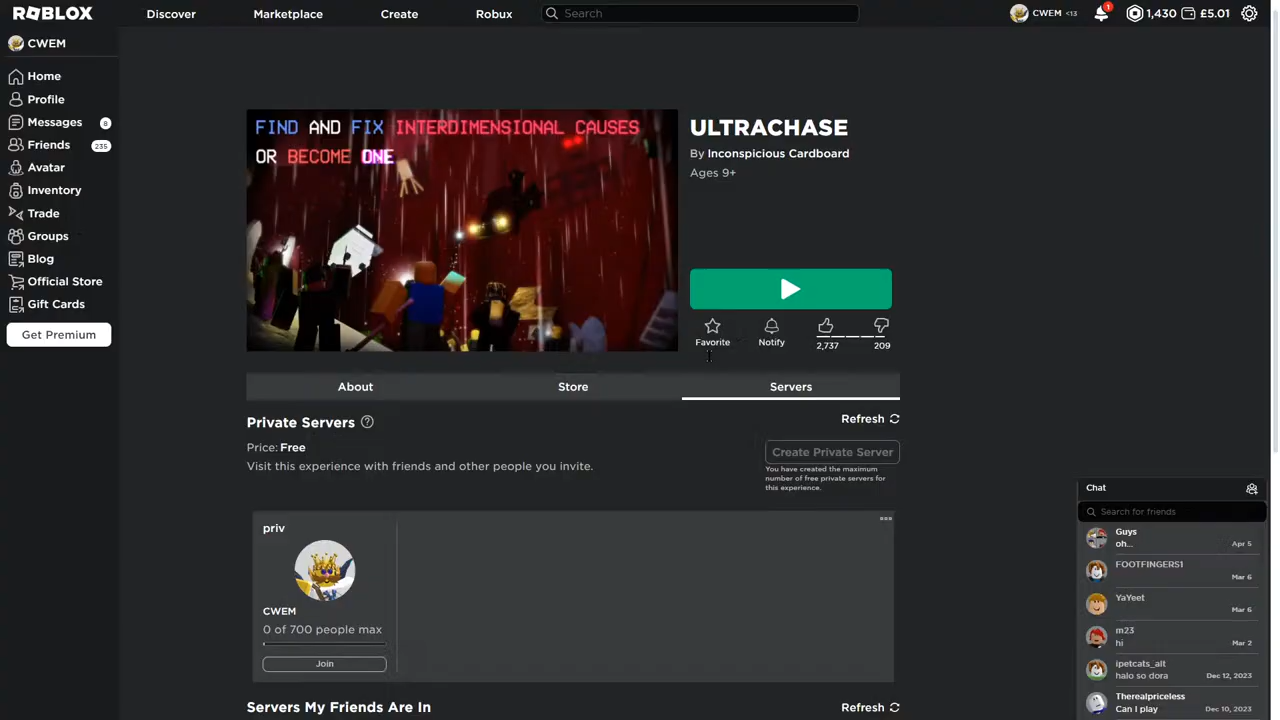 ROBLOX
Discover
Marketplace
Create
Robux
Search
CWEM <13
1
1,430
£5.01
CWEM
Home
Profile
Messages
8
Friends
235
Avatar
Inventory
Trade
Groups
Blog
Official Store
Gift Cards
Get Premium
FIND AND FIX INTERDIMENSIONAL CAUSES
OR BECOME ONE
ULTRACHASE
By Inconspicious Cardboard
Ages 9+
Favorite
Notify
2,737
209
About
Store
Servers
Private Servers
Refresh
Price: Free
Visit this experience with friends and other people you invite.
Create Private Server
You have created the maximum
number of free private servers for
this experience.
priv
CWEM
0 of 700 people max
Join
Servers My Friends Are In
Refresh
Chat
Search for friends
Guys
oh...
Apr 5
FOOTFINGERS1
Mar 6
YaYeet
Mar 6
m23
hi
Mar 2
ipetcats_alt
halo so dora
Dec 12, 2023
Therealpriceless
Can I play
Dec 10, 2023